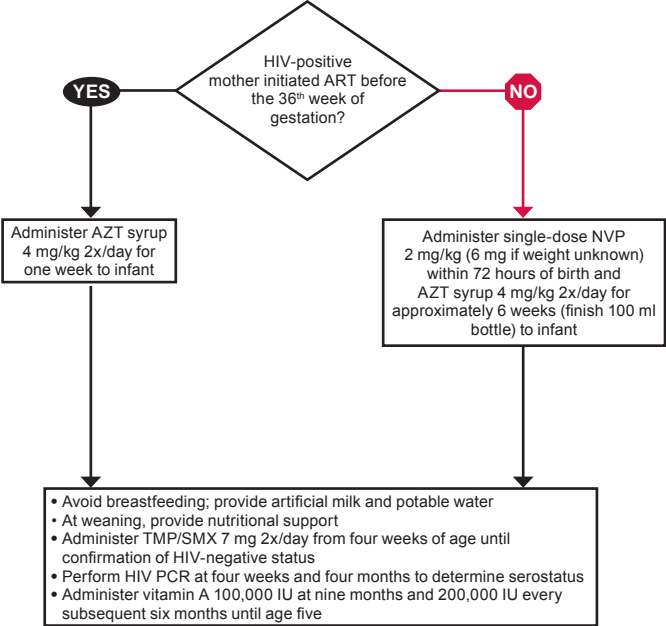 HIV-positive
mother initiated ART before
the 36th week of
gestation?
YES
NO
Administer AZT syrup
4 mg/kg 2x/day for
one week to infant
Administer single-dose NVP
2 mg/kg (6 mg if weight unknown)
within 72 hours of birth and
AZT syrup 4 mg/kg 2x/day for
approximately 6 weeks (finish 100 ml
bottle) to infant
• Avoid breastfeeding; provide artificial milk and potable water
• At weaning, provide nutritional support
• Administer TMP/SMX 7 mg 2x/day from four weeks of age until
confirmation of HIV-negative status
• Perform HIV PCR at four weeks and four months to determine serostatus
• Administer vitamin A 100,000 IU at nine months and 200,000 IU every
subsequent six months until age five